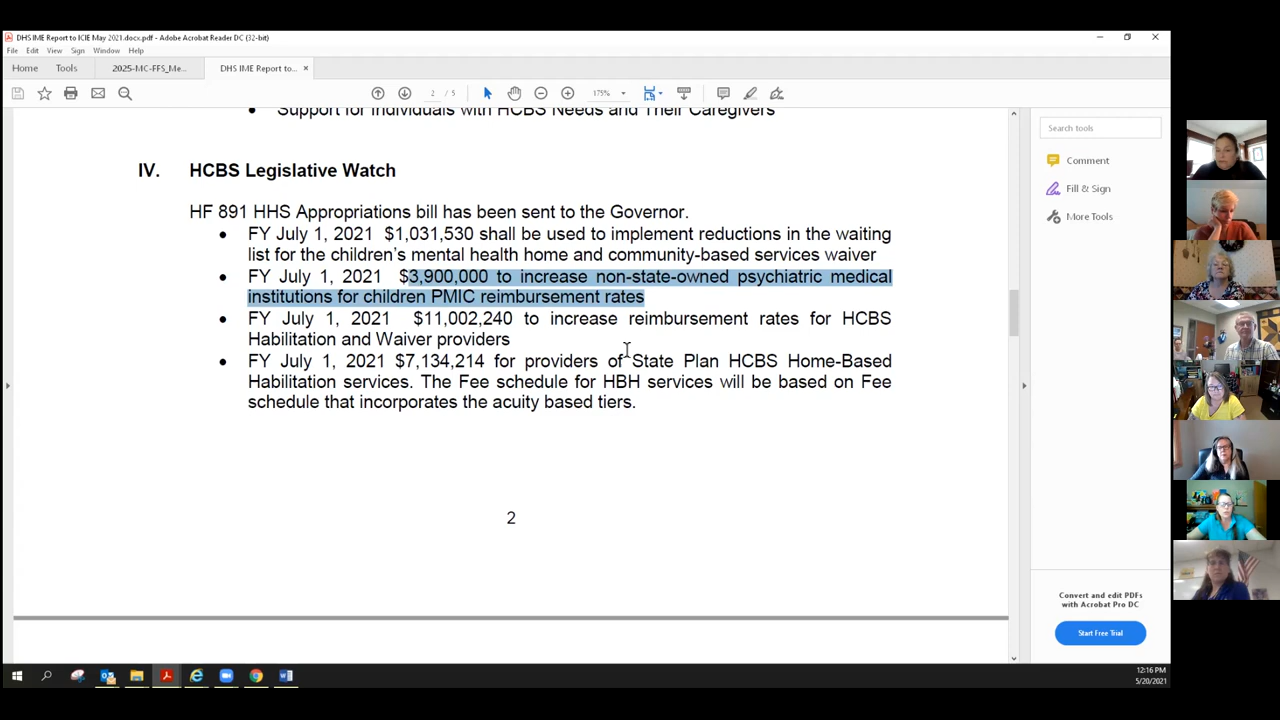 DHS IME Report to ICIE May 2021.docx.pdf - Adobe Acrobat Reader DC (32-bit)
File Edit View Sign Window Help
Home Tools 2025-MC-FFS_Me... DHS IME Report to... ×
2 / 5 175%
Support for Individuals with HCBS Needs and Their Caregivers
IV. HCBS Legislative Watch
HF 891 HHS Appropriations bill has been sent to the Governor.
• FY July 1, 2021 $1,031,530 shall be used to implement reductions in the waiting
list for the children's mental health home and community-based services waiver
• FY July 1, 2021 $3,900,000 to increase non-state-owned psychiatric medical
institutions for children PMIC reimbursement rates
• FY July 1, 2021 $11,002,240 to increase reimbursement rates for HCBS
Habilitation and Waiver providers
• FY July 1, 2021 $7,134,214 for providers of State Plan HCBS Home-Based
Habilitation services. The Fee schedule for HBH services will be based on Fee
schedule that incorporates the acuity based tiers.
2
Search tools
Comment
Fill & Sign
More Tools
Convert and edit PDFs
with Acrobat Pro DC
Start Free Trial
12:16 PM
5/20/2021